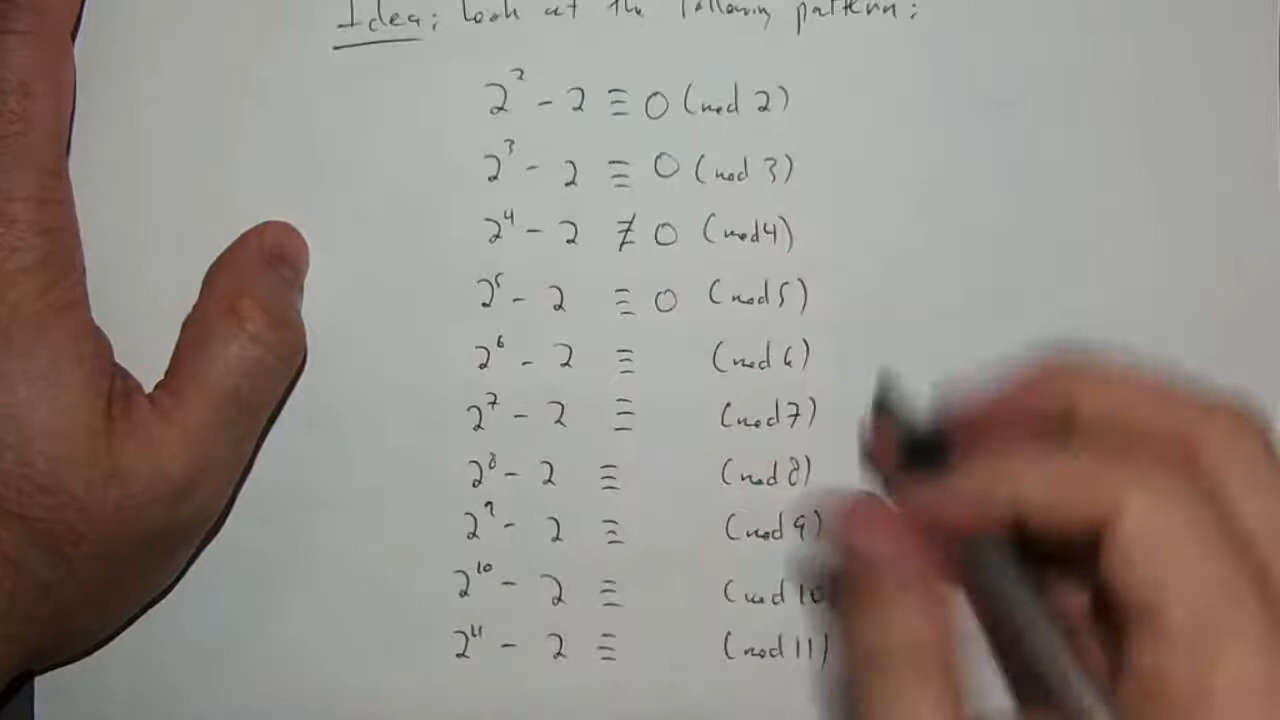 Idea: Look at the following pattern:
2² - 2 ≡ 0 (mod 2)
2³ - 2 ≡ 0 (mod 3)
2⁴ - 2 ≢ 0 (mod 4)
2⁵ - 2 ≡ 0 (mod 5)
2⁶ - 2 ≡ (mod 6)
2⁷ - 2 ≡ (mod 7)
2⁸ - 2 ≡ (mod 8)
2⁹ - 2 ≡ (mod 9)
2¹⁰ - 2 ≡ (mod 10
2¹¹ - 2 ≡ (mod 11)